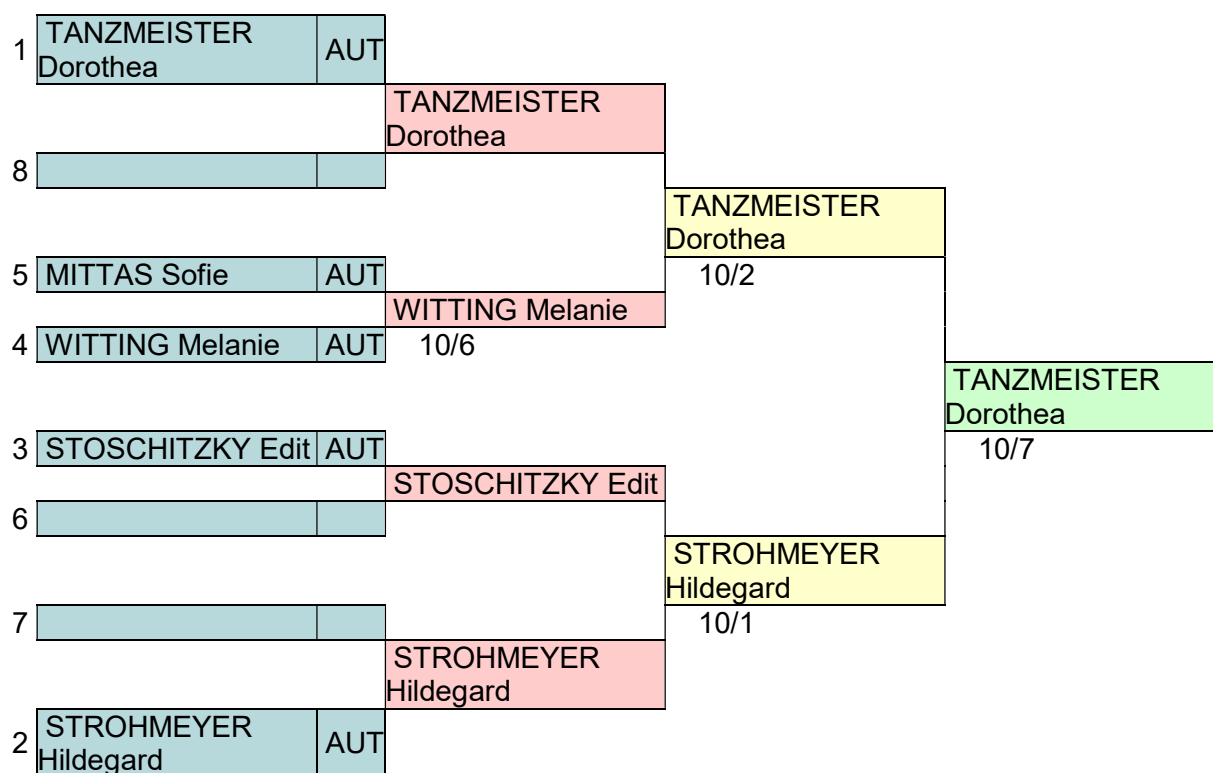 1 TANZMEISTER Dorothea AUT
TANZMEISTER Dorothea
8
TANZMEISTER Dorothea
5 MITTAS Sofie AUT 10/2
WITTING Melanie
4 WITTING Melanie AUT 10/6
TANZMEISTER Dorothea
3 STOSCHITZKY Edit AUT 10/7
STOSCHITZKY Edit
6
STROHMEYER Hildegard
7 10/1
STROHMEYER Hildegard
2 STROHMEYER Hildegard AUT